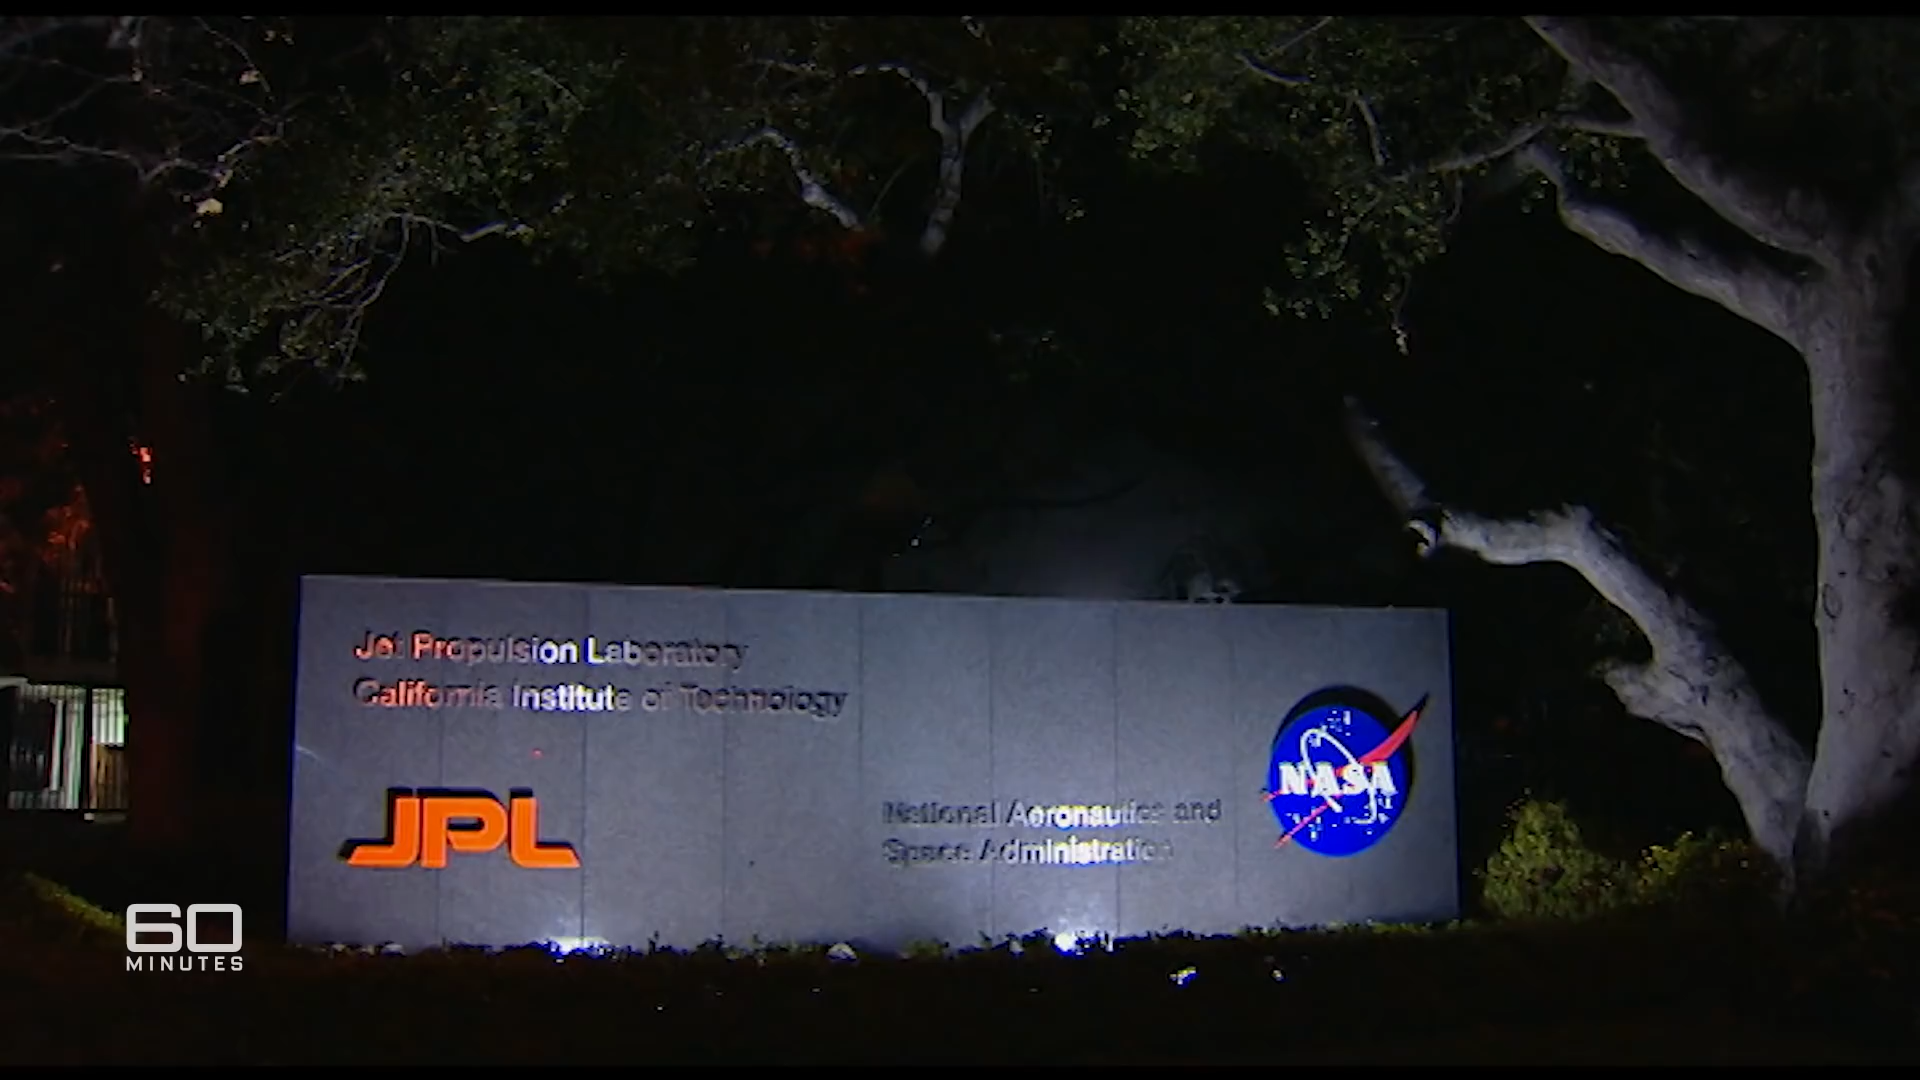 Jet Propulsion Laboratory
California Institute of Technology
JPL
National Aeronautics and
Space Administration
NASA
60
MINUTES